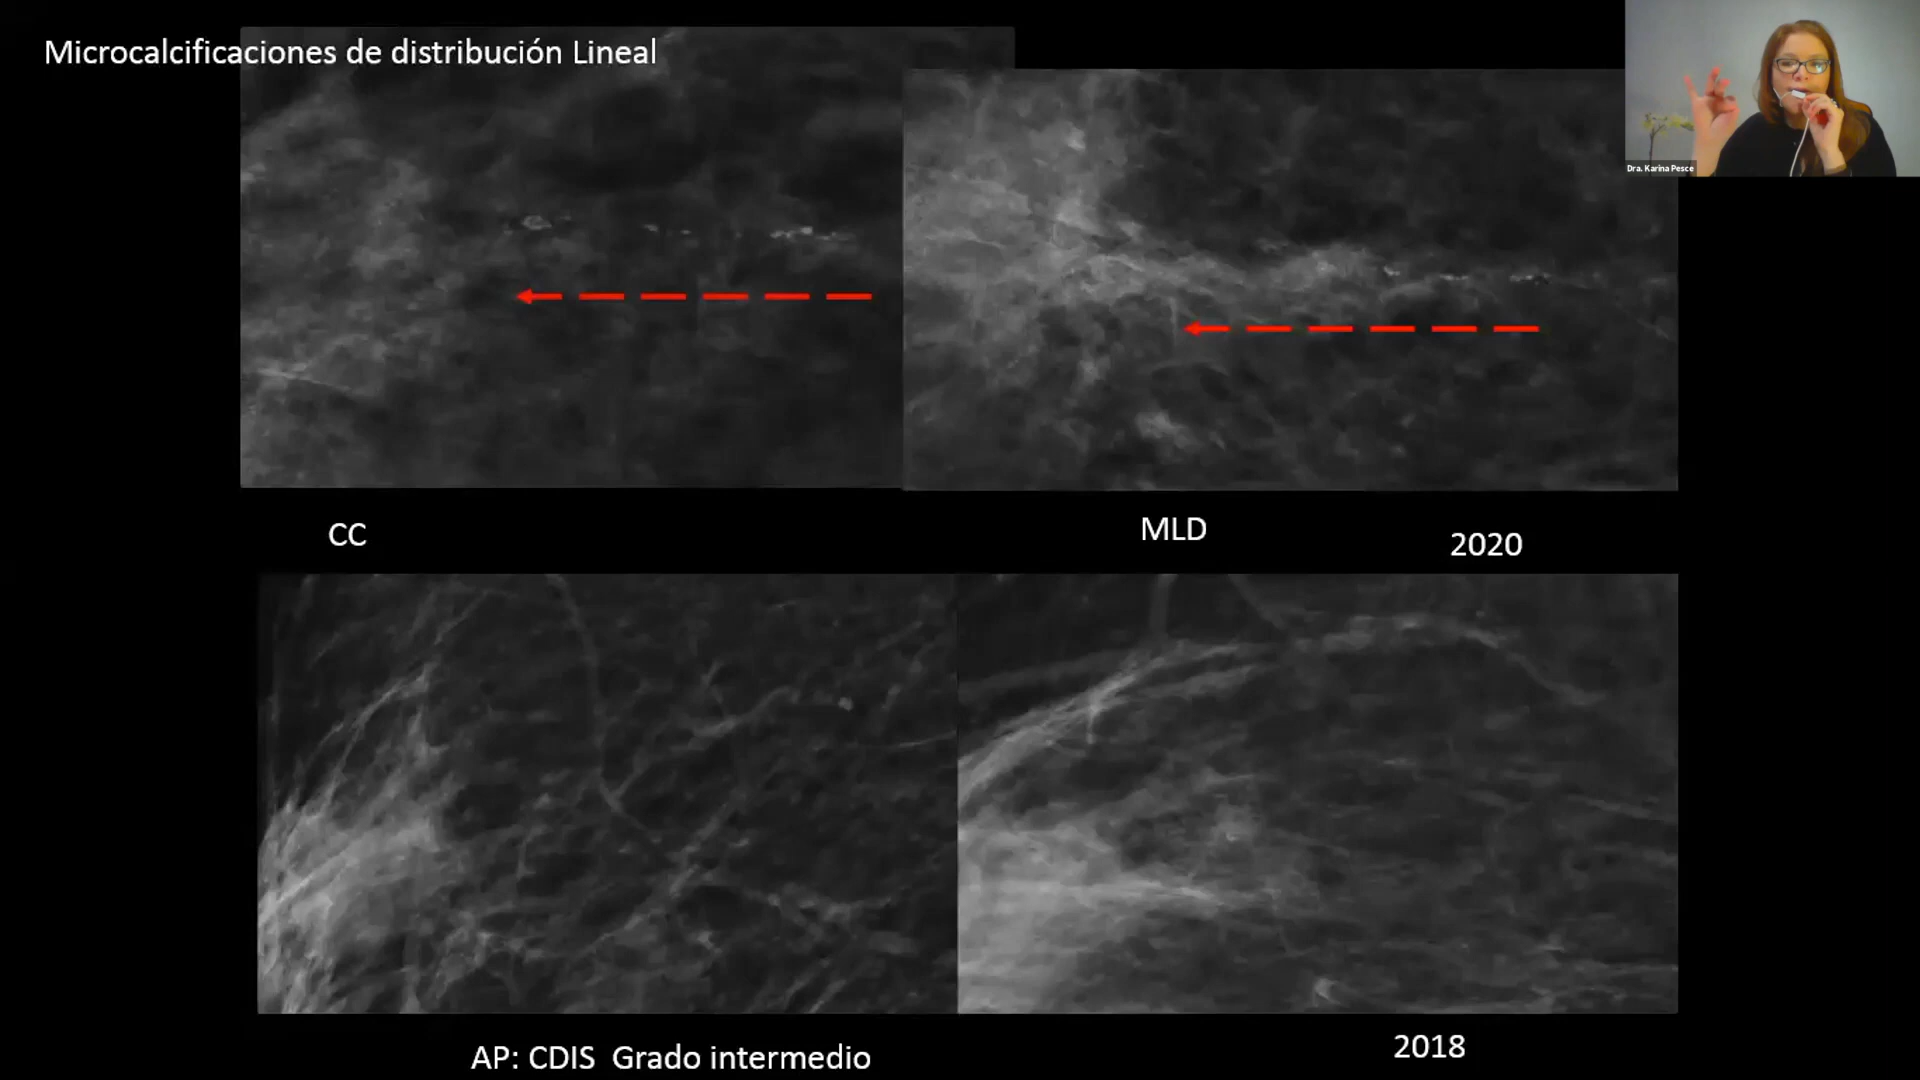 Microcalcificaciones de distribución Lineal
Dra. Karina Pesce
CC
MLD
2020
AP: CDIS Grado intermedio
2018